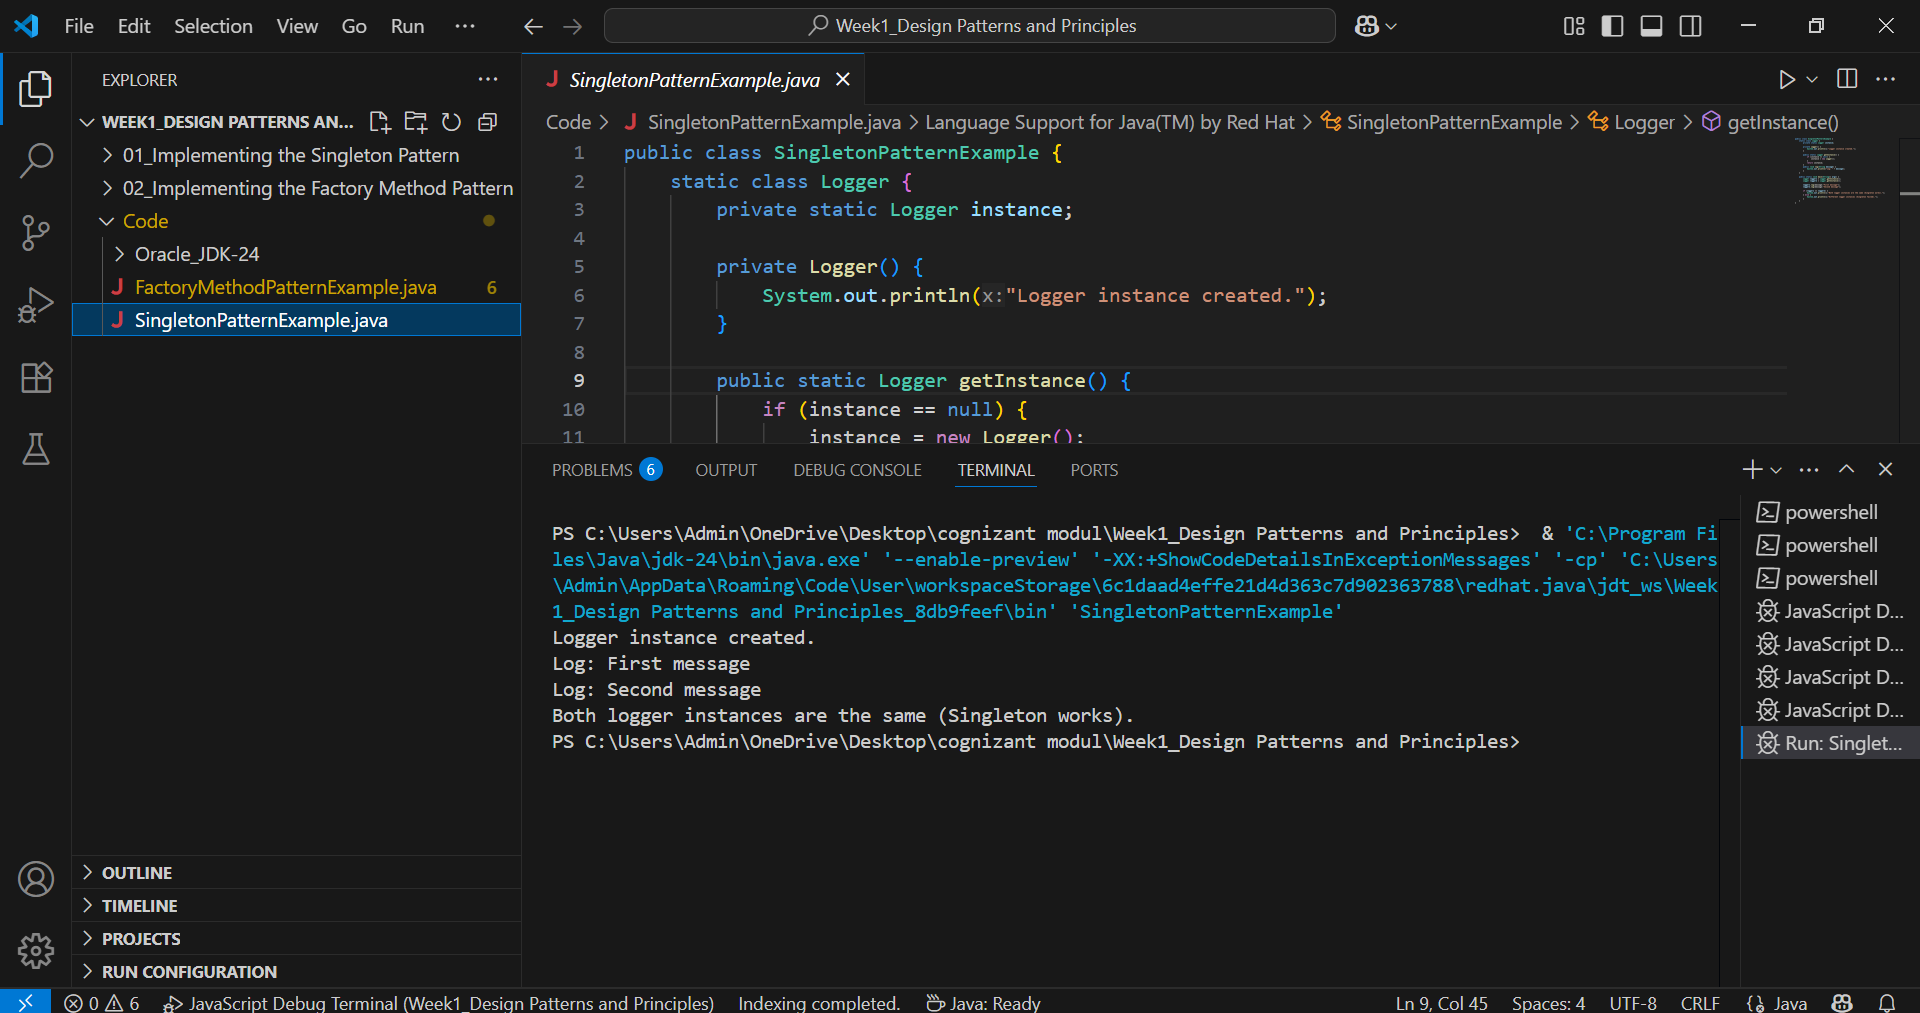 File Edit Selection View Go Run ··· Week1_Design Patterns and Principles
EXPLORER
WEEK1_DESIGN PATTERNS AN...
01_Implementing the Singleton Pattern
02_Implementing the Factory Method Pattern
Code
Oracle_JDK-24
J FactoryMethodPatternExample.java 6
J SingletonPatternExample.java
OUTLINE
TIMELINE
PROJECTS
RUN CONFIGURATION
J SingletonPatternExample.java
Code > J SingletonPatternExample.java > Language Support for Java(TM) by Red Hat > SingletonPatternExample > Logger > getInstance()
1 public class SingletonPatternExample {
2 static class Logger {
3 private static Logger instance;
4
5 private Logger() {
6 System.out.println(x:"Logger instance created.");
7 }
8
9 public static Logger getInstance() {
10 if (instance == null) {
11 instance = new Logger();
PROBLEMS 6 OUTPUT DEBUG CONSOLE TERMINAL PORTS
PS C:\Users\Admin\OneDrive\Desktop\cognizant modul\Week1_Design Patterns and Principles> & 'C:\Program Fi
les\Java\jdk-24\bin\java.exe' '--enable-preview' '-XX:+ShowCodeDetailsInExceptionMessages' '-cp' 'C:\Users
\Admin\AppData\Roaming\Code\User\workspaceStorage\6c1daad4effe21d4d363c7d902363788\redhat.java\jdt_ws\Week
1_Design Patterns and Principles_8db9feef\bin' 'SingletonPatternExample'
Logger instance created.
Log: First message
Log: Second message
Both logger instances are the same (Singleton works).
PS C:\Users\Admin\OneDrive\Desktop\cognizant modul\Week1_Design Patterns and Principles>
powershell
powershell
powershell
JavaScript D...
JavaScript D...
JavaScript D...
JavaScript D...
Run: Singlet...
0 6 JavaScript Debug Terminal (Week1_Design Patterns and Principles) Indexing completed. Java: Ready Ln 9, Col 45 Spaces: 4 UTF-8 CRLF Java